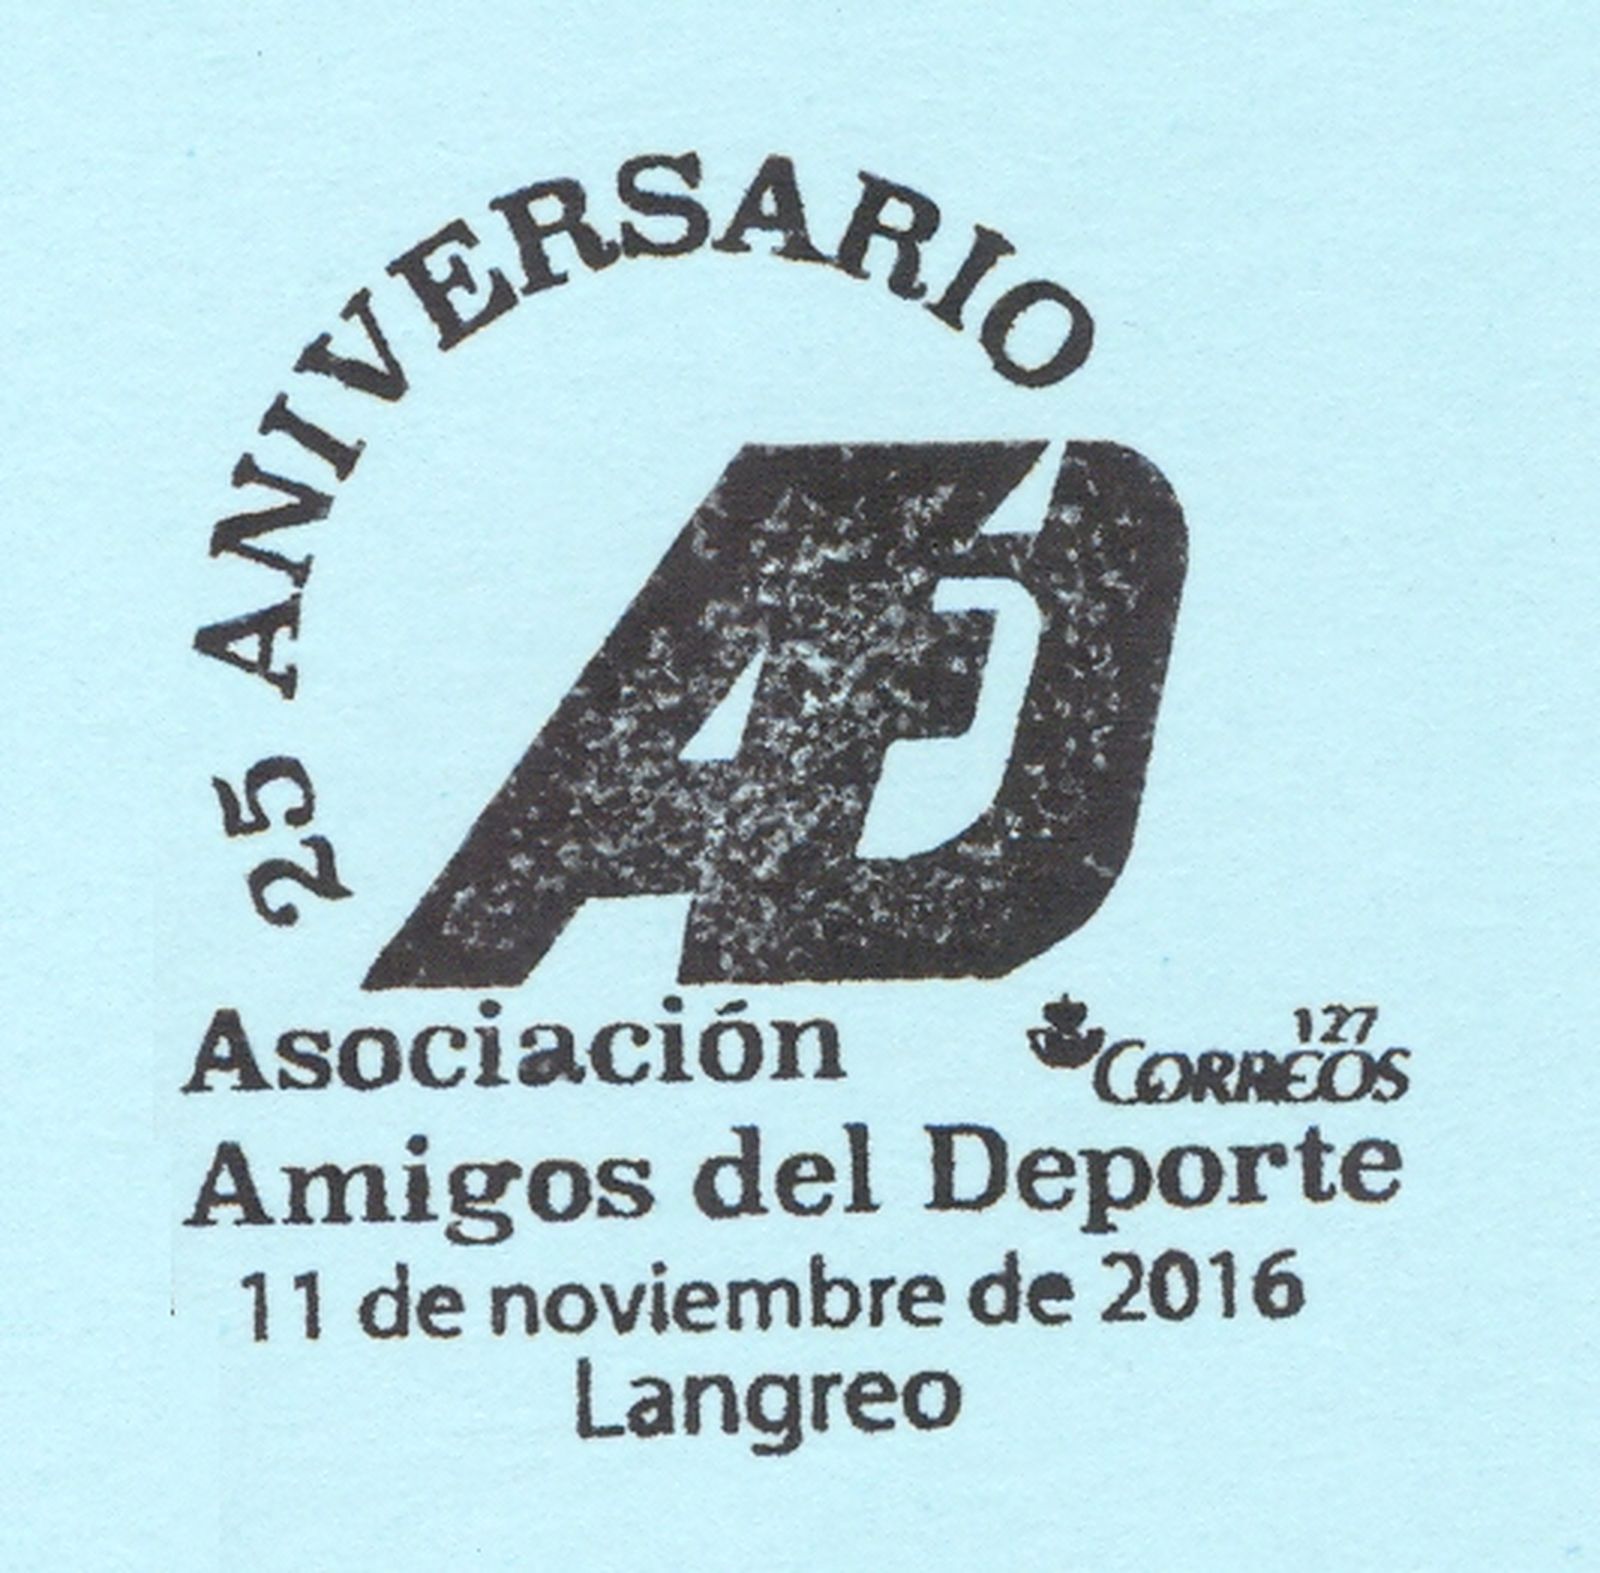 25 ANIVERSARIO
AD
Asociación
127
CORREOS
Amigos del Deporte
11 de noviembre de 2016
Langreo